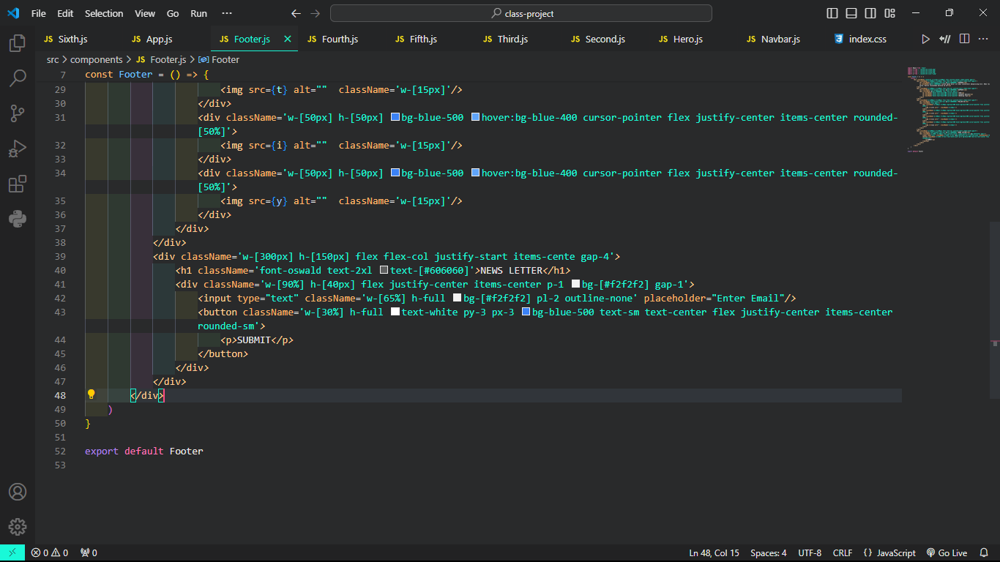 File Edit Selection View Go Run ··· class-project
JS Sixth.js JS App.js JS Footer.js JS Fourth.js JS Fifth.js JS Third.js JS Second.js JS Hero.js JS Navbar.js index.css
src > components > JS Footer.js > Footer
7 const Footer = () => {
29 <img src={t} alt=""  className='w-[15px]'/>
30 </div>
31 <div className='w-[50px] h-[50px] bg-blue-500 hover:bg-blue-400 cursor-pointer flex justify-center items-center rounded-
[50%]'>
32 <img src={i} alt=""  className='w-[15px]'/>
33 </div>
34 <div className='w-[50px] h-[50px] bg-blue-500 hover:bg-blue-400 cursor-pointer flex justify-center items-center rounded-
[50%]'>
35 <img src={y} alt=""  className='w-[15px]'/>
36 </div>
37 </div>
38 </div>
39 <div className='w-[300px] h-[150px] flex flex-col justify-start items-cente gap-4'>
40 <h1 className='font-oswald text-2xl text-[#606060]'>NEWS LETTER</h1>
41 <div className='w-[90%] h-[40px] flex justify-center items-center p-1 bg-[#f2f2f2] gap-1'>
42 <input type="text" className='w-[65%] h-full bg-[#f2f2f2] pl-2 outline-none' placeholder="Enter Email"/>
43 <button className='w-[30%] h-full text-white py-3 px-3 bg-blue-500 text-sm text-center flex justify-center items-center
rounded-sm'>
44 <p>SUBMIT</p>
45 </button>
46 </div>
47 </div>
48 </div>
49 )
50 }
51
52 export default Footer
53
0 0 0 Ln 48, Col 15 Spaces: 4 UTF-8 CRLF {} JavaScript Go Live